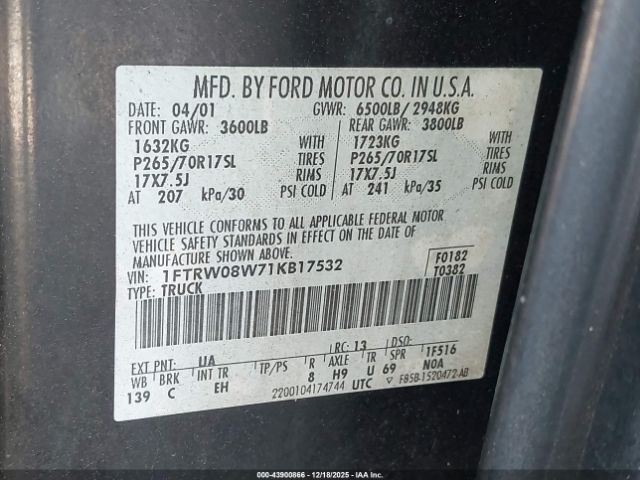 MFD. BY FORD MOTOR CO. IN U.S.A.
DATE: 04/01 GVWR: 6500LB/ 2948KG
FRONT GAWR: 3600LB REAR GAWR: 3800LB
1632KG WITH 1723KG WITH
P265/70R17SL TIRES P265/70R17SL TIRES
17X7.5J RIMS 17X7.5J RIMS
AT 207 kPa/30 PSI COLD AT 241 kPa/35 PSI COLD
THIS VEHICLE CONFORMS TO ALL APPLICABLE FEDERAL MOTOR
VEHICLE SAFETY STANDARDS IN EFFECT ON THE DATE OF
MANUFACTURE SHOWN ABOVE.
VIN: 1FTRW08W71KB17532 F0182
TYPE: TRUCK T0382
EXT PNT: UA RC: 13 DSO:
WB BRK INT TR TP/PS R AXLE TR SPR 1F516
139 C EH 8 H9 U 69 N0A
2200104174744 UTC ▽ F85B-1520472-AB
000-43900866 • 12/18/2025 • IAA Inc.